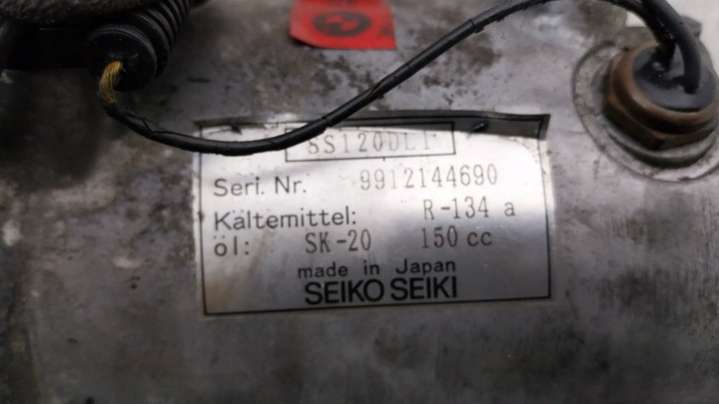 SS120DL1
Seri. Nr. 9912144690
Kältemittel: R-134 a
öl: SK-20 150 cc
made in Japan
SEIKO SEIKI